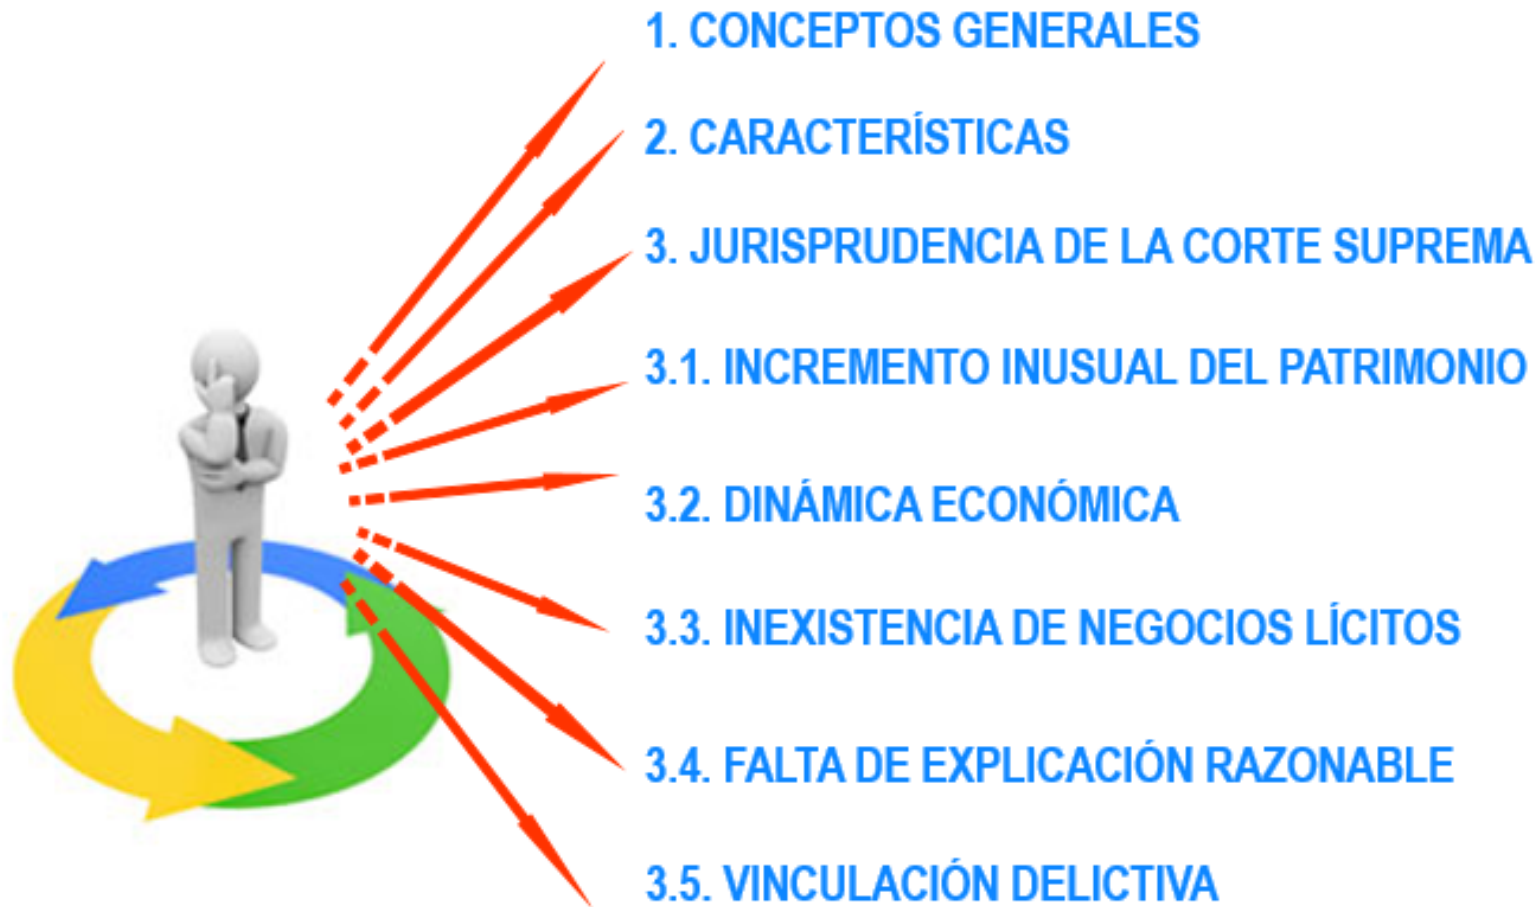 1. CONCEPTOS GENERALES
2. CARACTERÍSTICAS
3. JURISPRUDENCIA DE LA CORTE SUPREMA
3.1. INCREMENTO INUSUAL DEL PATRIMONIO
3.2. DINÁMICA ECONÓMICA
3.3. INEXISTENCIA DE NEGOCIOS LÍCITOS
3.4. FALTA DE EXPLICACIÓN RAZONABLE
3.5. VINCULACIÓN DELICTIVA